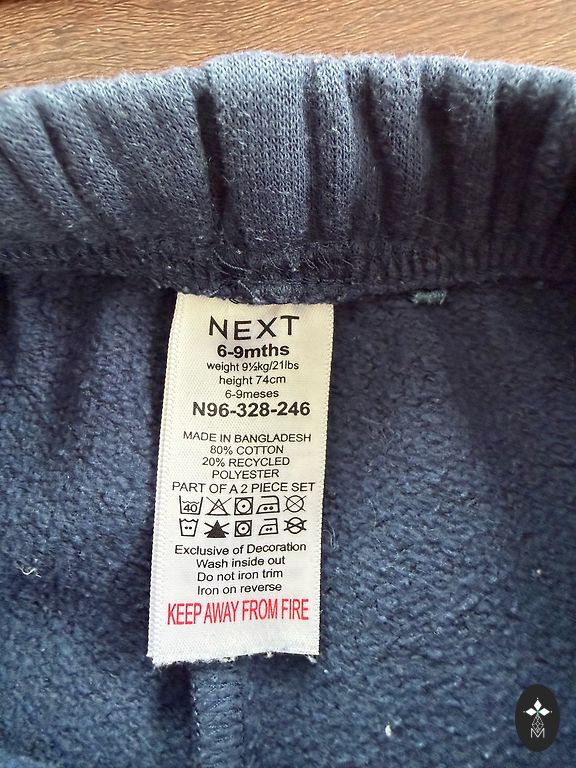 NEXT
6-9mths
weight 9½kg/21lbs
height 74cm
6-9meses
N96-328-246
MADE IN BANGLADESH
80% COTTON
20% RECYCLED
POLYESTER
PART OF A 2 PIECE SET
40
Exclusive of Decoration
Wash inside out
Do not iron trim
Iron on reverse
KEEP AWAY FROM FIRE
M